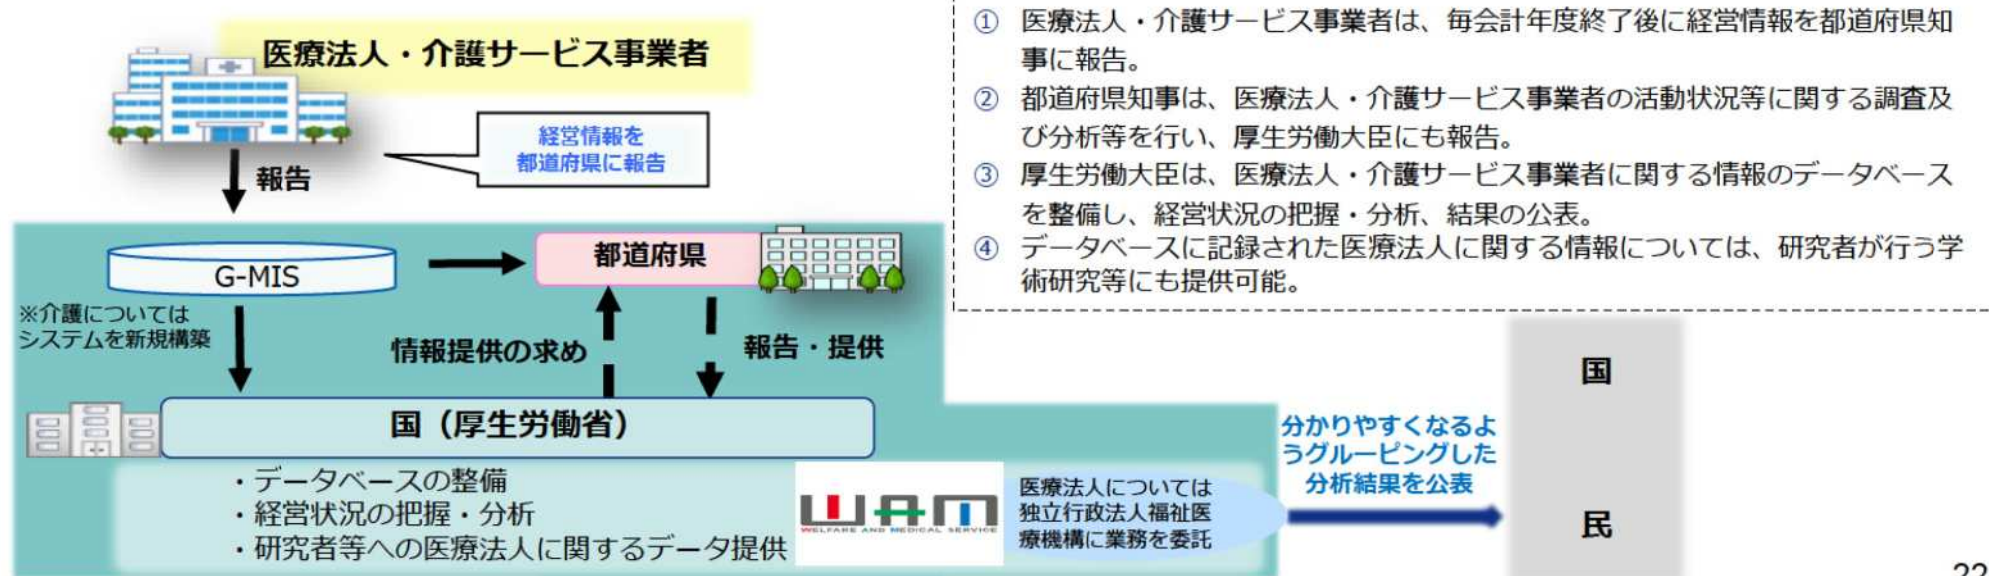 医療法人・介護サービス事業者
経営情報を
都道府県に報告
報告
G-MIS
都道府県
※介護については
システムを新規構築
情報提供の求め
報告・提供
国（厚生労働省）
・データベースの整備
・経営状況の把握・分析
・研究者等への医療法人に関するデータ提供
WAM
WELFARE AND MEDICAL SERVICE
医療法人については
独立行政法人福祉医
療機構に業務を委託
① 医療法人・介護サービス事業者は、毎会計年度終了後に経営情報を都道府県知
事に報告。
② 都道府県知事は、医療法人・介護サービス事業者の活動状況等に関する調査及
び分析等を行い、厚生労働大臣にも報告。
③ 厚生労働大臣は、医療法人・介護サービス事業者に関する情報のデータベース
を整備し、経営状況の把握・分析、結果の公表。
④ データベースに記録された医療法人に関する情報については、研究者が行う学
術研究等にも提供可能。
分かりやすくなるよ
うグルーピングした
分析結果を公表
国
民
22